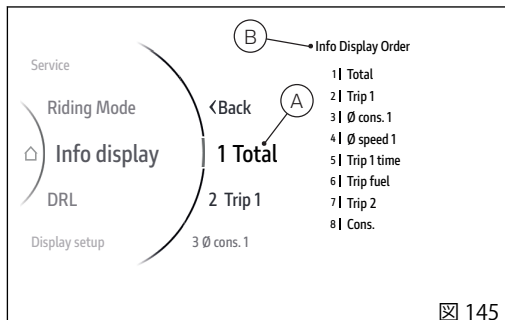 Service
Riding Mode
Info display
DRL
Display setup
‹Back
1 Total
2 Trip 1
3 Ø cons. 1
A
B
Info Display Order
1 Total
2 Trip 1
3 Ø cons. 1
4 Ø speed 1
5 Trip 1 time
6 Trip fuel
7 Trip 2
8 Cons.
図 145